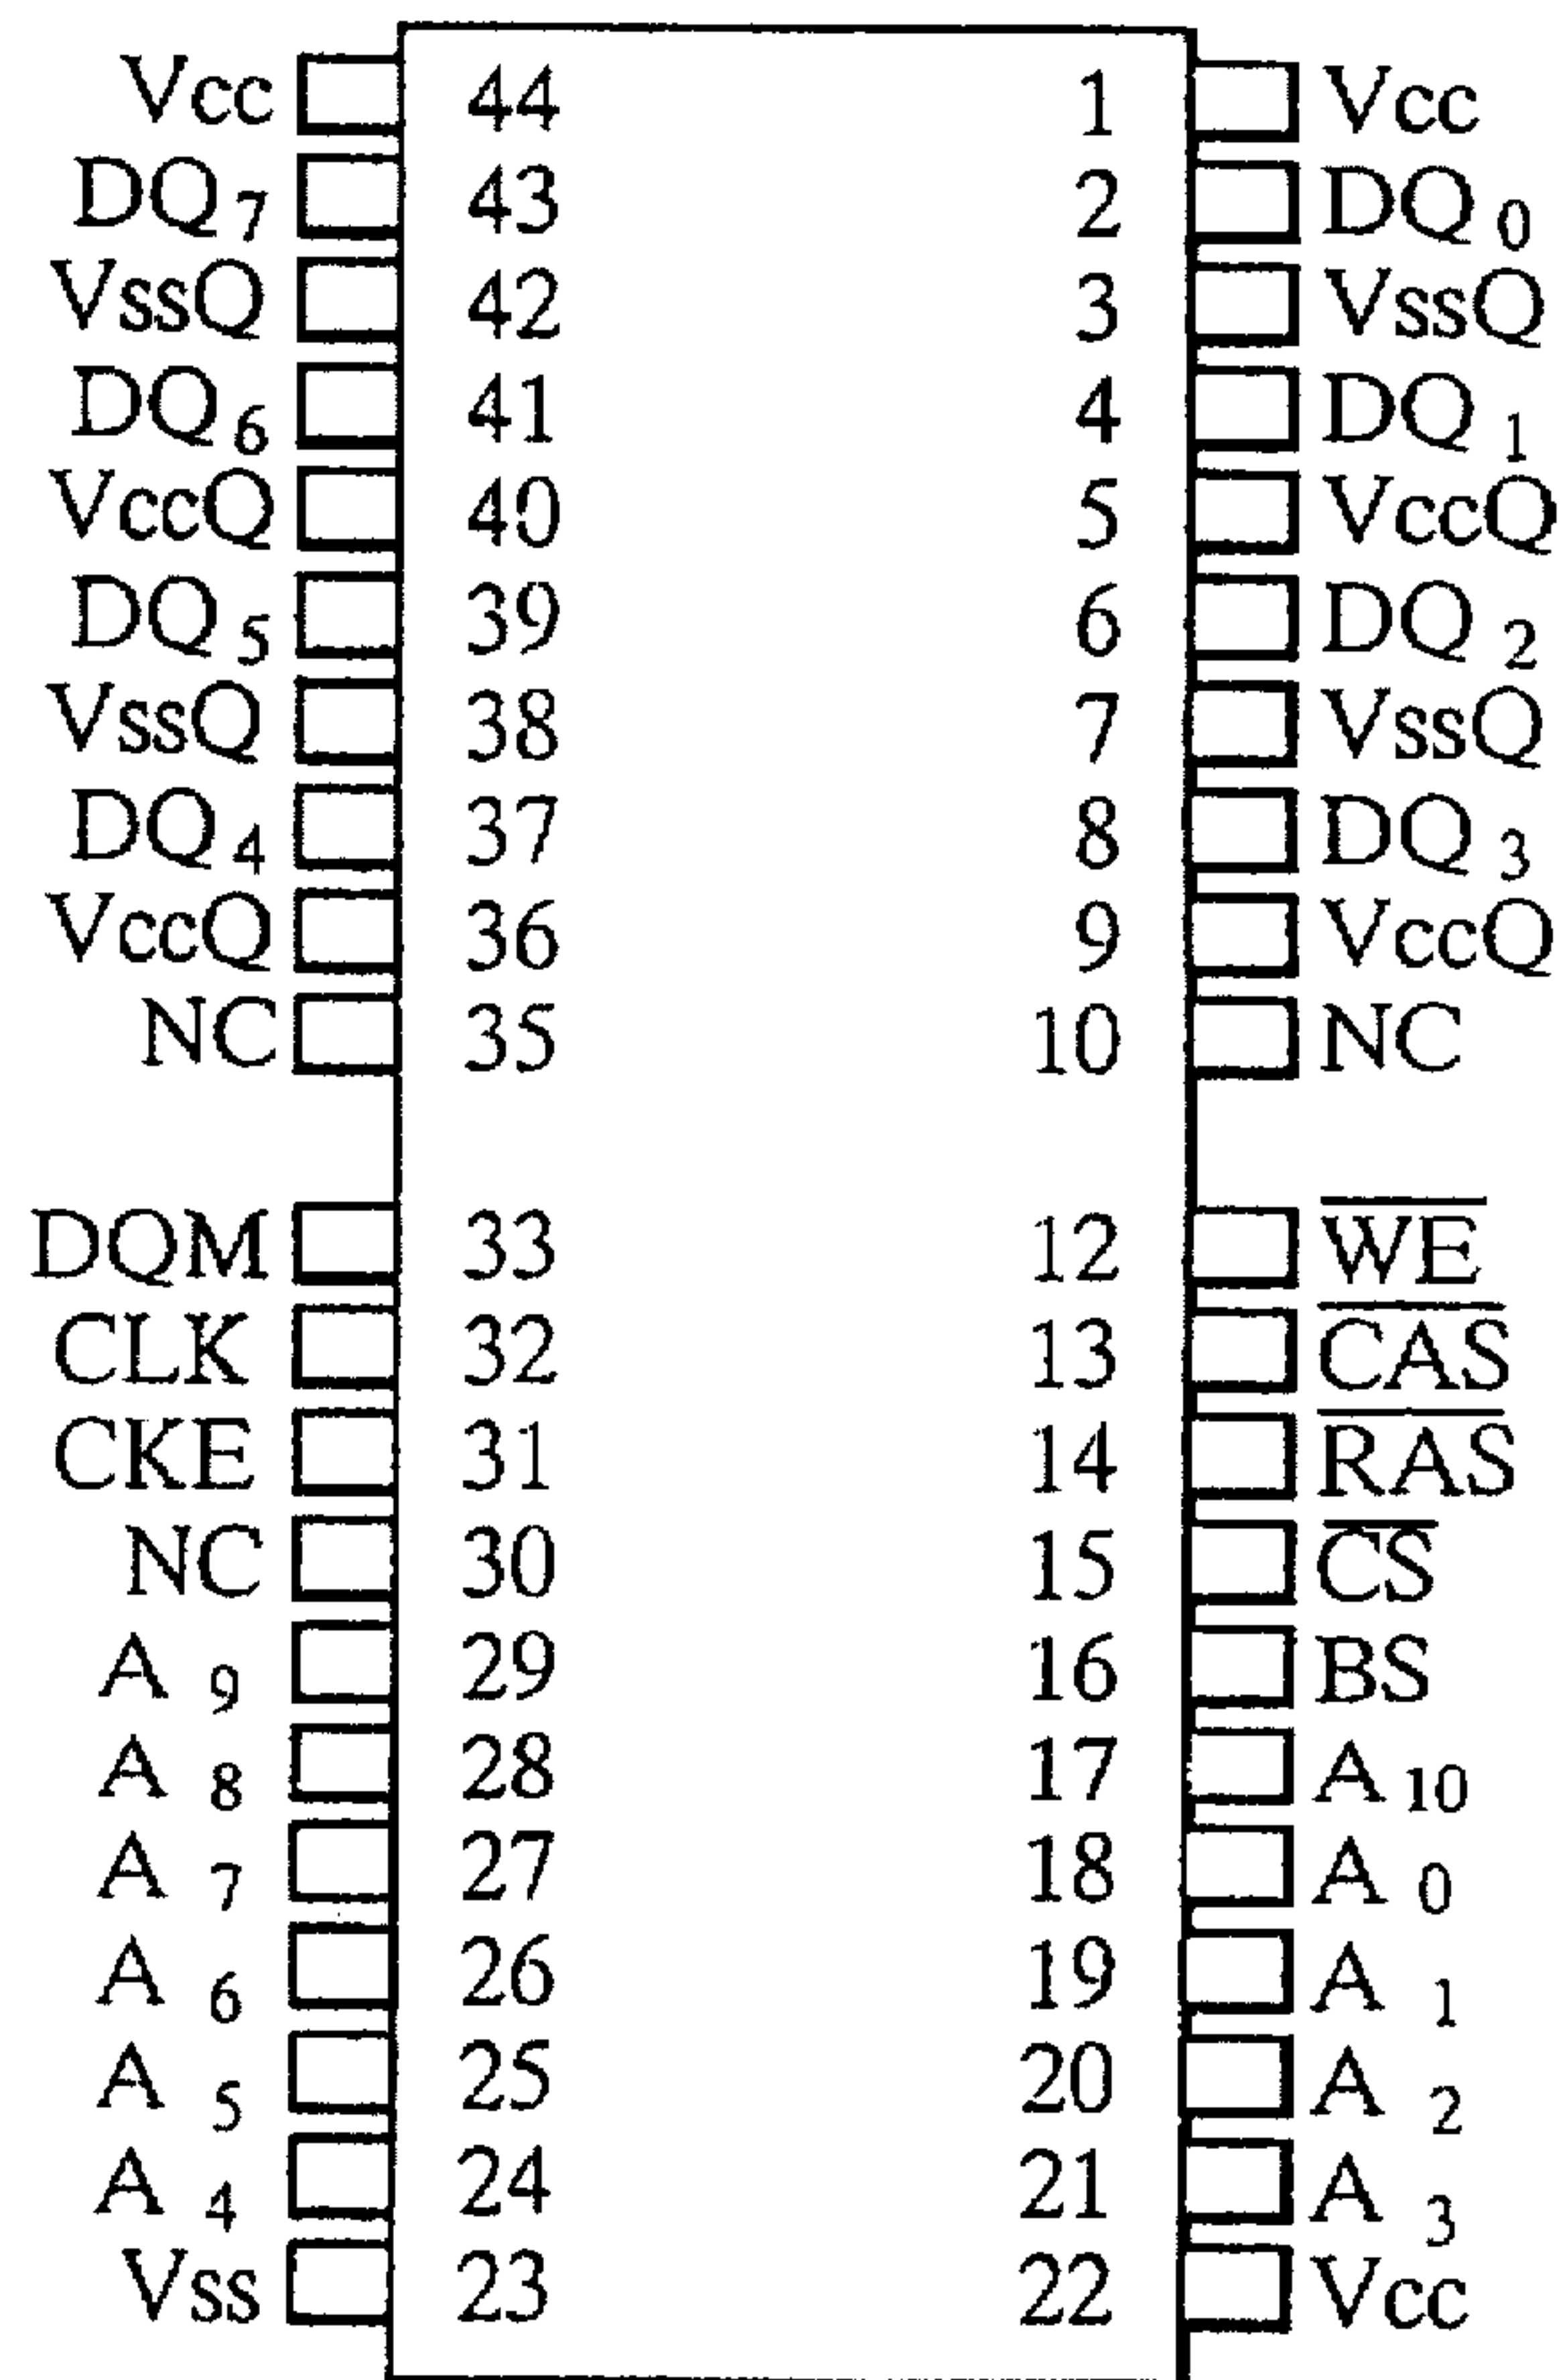 Vcc 44 1 Vcc
DQ7 43 2 DQ0
VssQ 42 3 VssQ
DQ6 41 4 DQ1
VccQ 40 5 VccQ
DQ5 39 6 DQ2
VssQ 38 7 VssQ
DQ4 37 8 DQ3
VccQ 36 9 VccQ
NC 35 10 NC
DQM 33 12 W̅E̅
CLK 32 13 C̅A̅S̅
CKE 31 14 R̅A̅S̅
NC 30 15 C̅S̅
A9 29 16 BS
A8 28 17 A10
A7 27 18 A0
A6 26 19 A1
A5 25 20 A2
A4 24 21 A3
Vss 23 22 Vcc